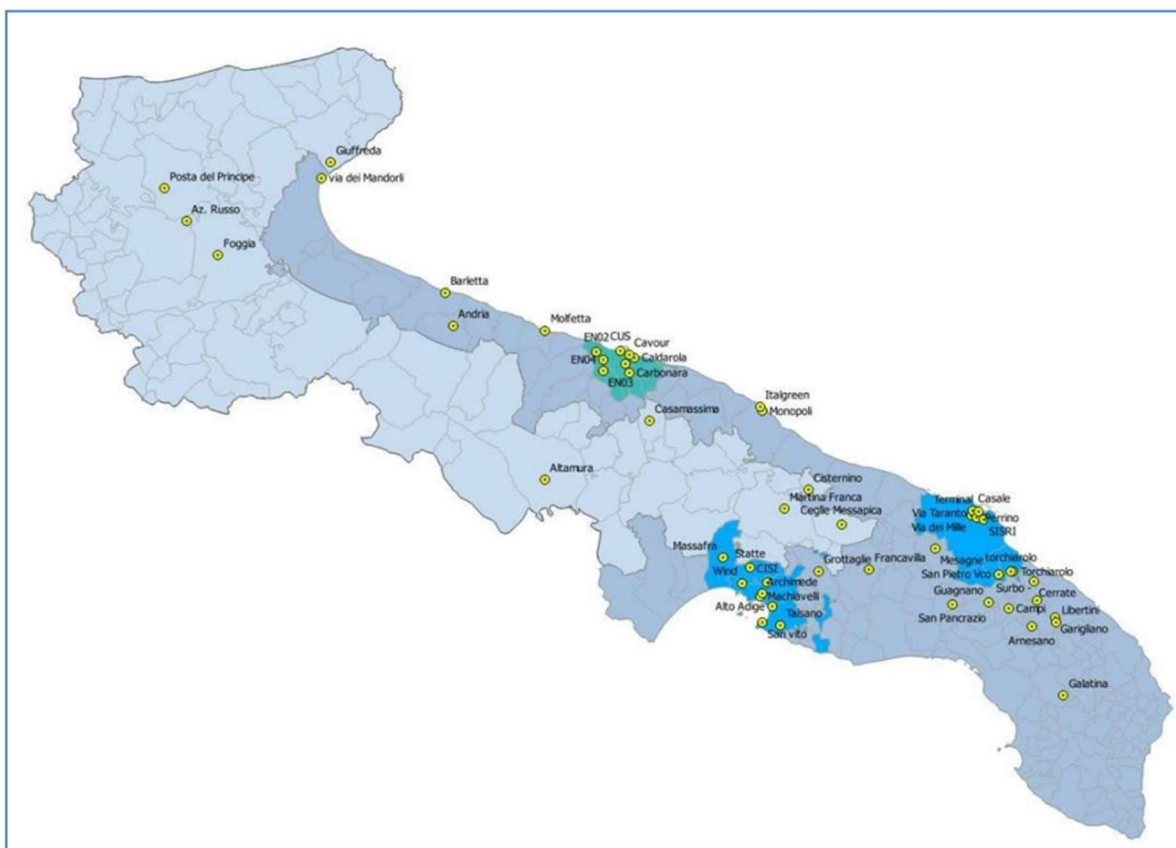 Giuffreda
Posta del Principe
via dei Mandorli
Az. Russo
Foggia
Barletta
Andria
Molfetta
EN02
CUS
Cavour
EN04
Caldarola
Carbonara
EN03
Italgreen
Monopoli
Casamassima
Altamura
Cisternino
Martina Franca
Ceglie Messapica
Terminal
Casale
Via Taranto
Perrino
Via dei Mille
SISRI
Massafra
Statte
Mesagne
torchiarolo
Wind
CISI
Grottaglie
Francavilla
San Pietro Vco
Torchiarolo
Archimede
Guagnano
Surbo
Cerrate
Machiavelli
Alto Adige
Talsano
San Pancrazio
Campi
Libertini
Garigliano
San vito
Arnesano
Galatina